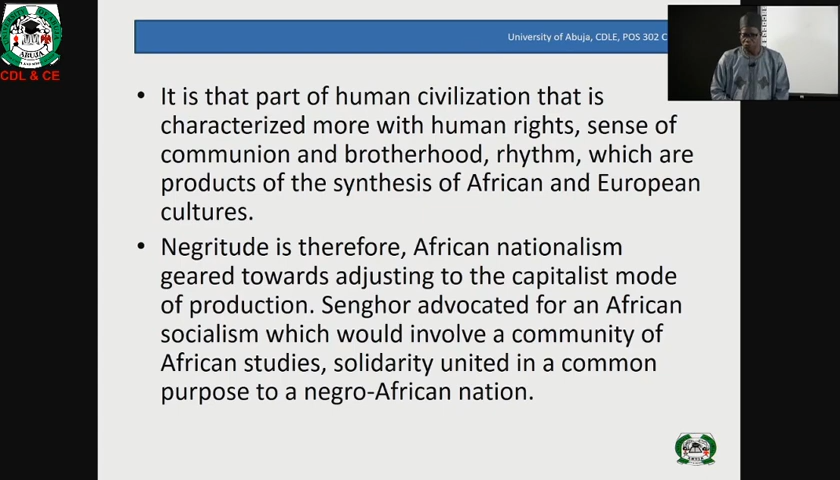 University of Abuja, CDLE, POS 302 C
ABUJA
CDL & CE
• It is that part of human civilization that is
characterized more with human rights, sense of
communion and brotherhood, rhythm, which are
products of the synthesis of African and European
cultures.
• Negritude is therefore, African nationalism
geared towards adjusting to the capitalist mode
of production. Senghor advocated for an African
socialism which would involve a community of
African studies, solidarity united in a common
purpose to a negro-African nation.